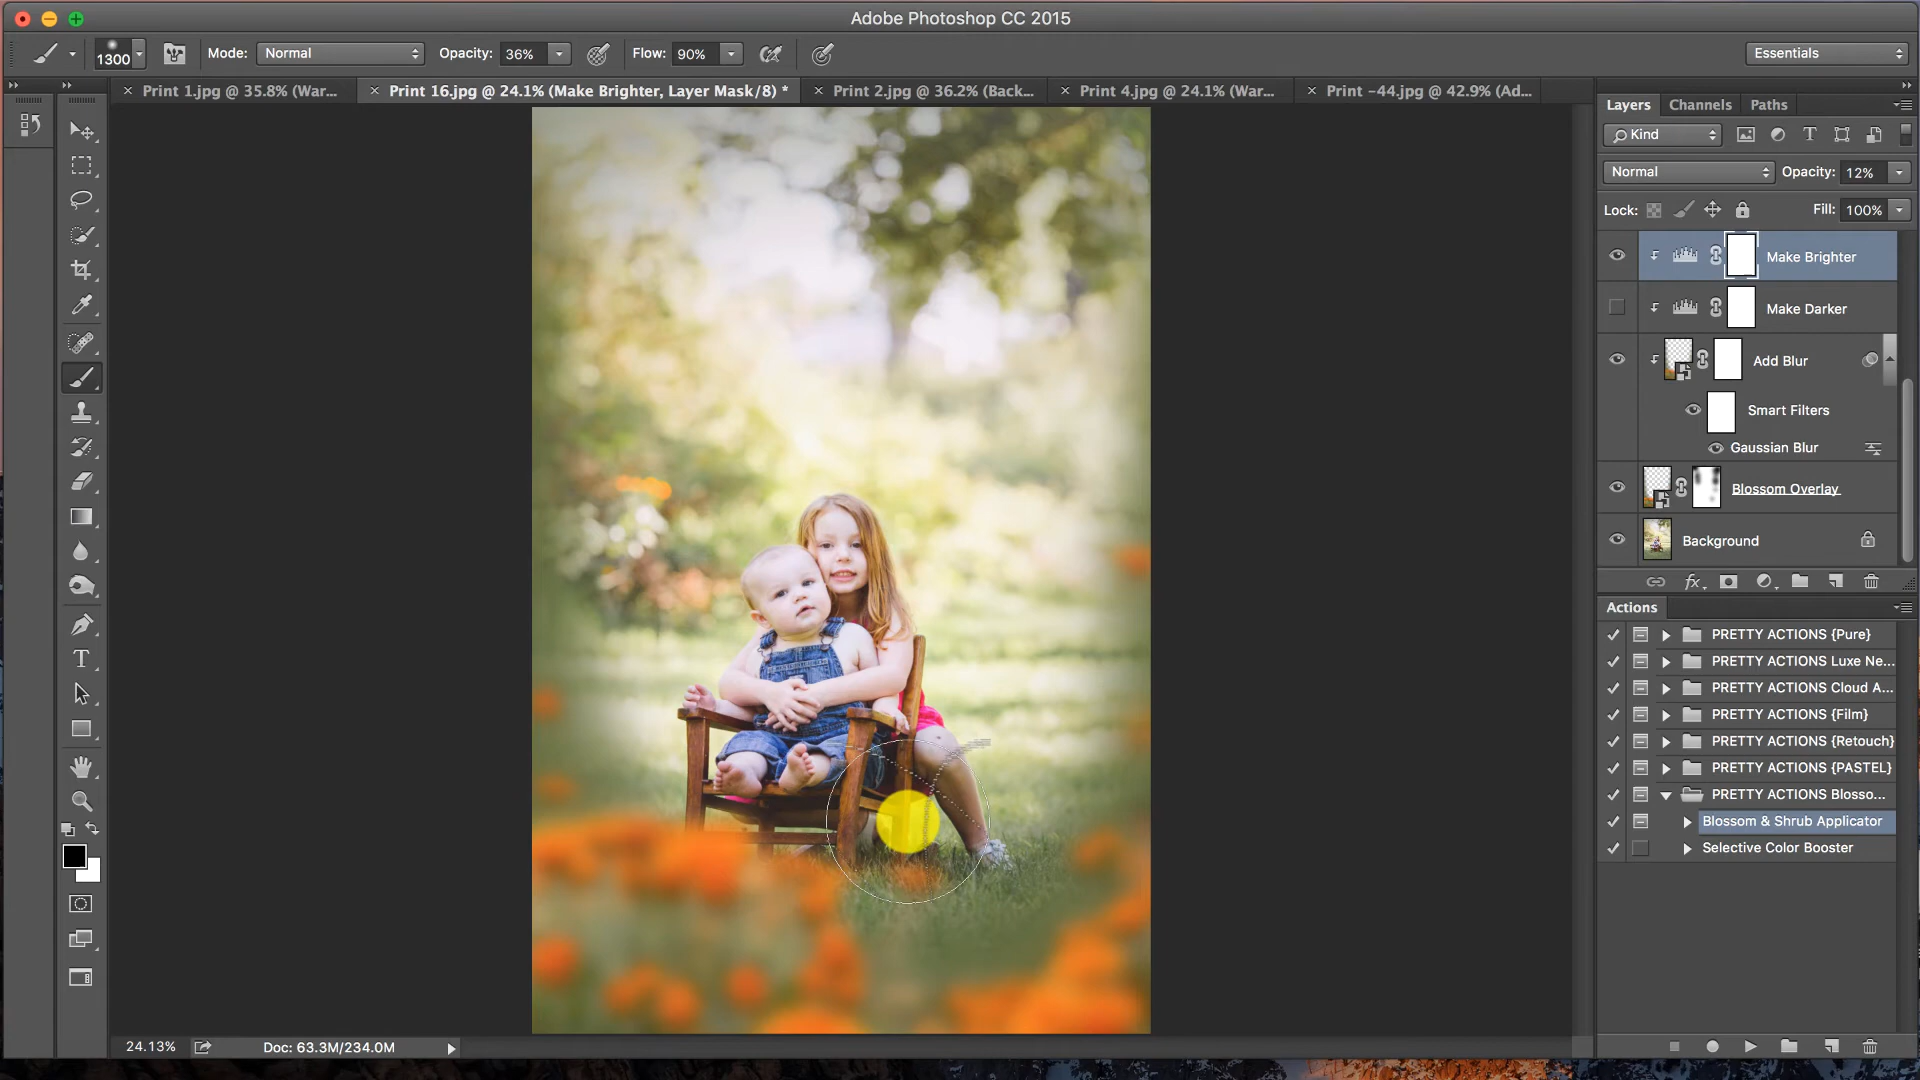 Adobe Photoshop CC 2015
1300 Mode: Normal Opacity: 36% Flow: 90% Essentials
Print 1.jpg @ 35.8% (War... Print 16.jpg @ 24.1% (Make Brighter, Layer Mask/8) * Print 2.jpg @ 36.2% (Back... Print 4.jpg @ 24.1% (War... Print -44.jpg @ 42.9% (Ad...
Layers Channels Paths
Kind
Normal Opacity: 12%
Lock: Fill: 100%
Make Brighter
Make Darker
Add Blur
Smart Filters
Gaussian Blur
Blossom Overlay
Background
fx
Actions
PRETTY ACTIONS {Pure}
PRETTY ACTIONS Luxe Ne...
PRETTY ACTIONS Cloud A...
PRETTY ACTIONS {Film}
PRETTY ACTIONS {Retouch}
PRETTY ACTIONS {PASTEL}
PRETTY ACTIONS Blosso...
Blossom & Shrub Applicator
Selective Color Booster
24.13% Doc: 63.3M/234.0M